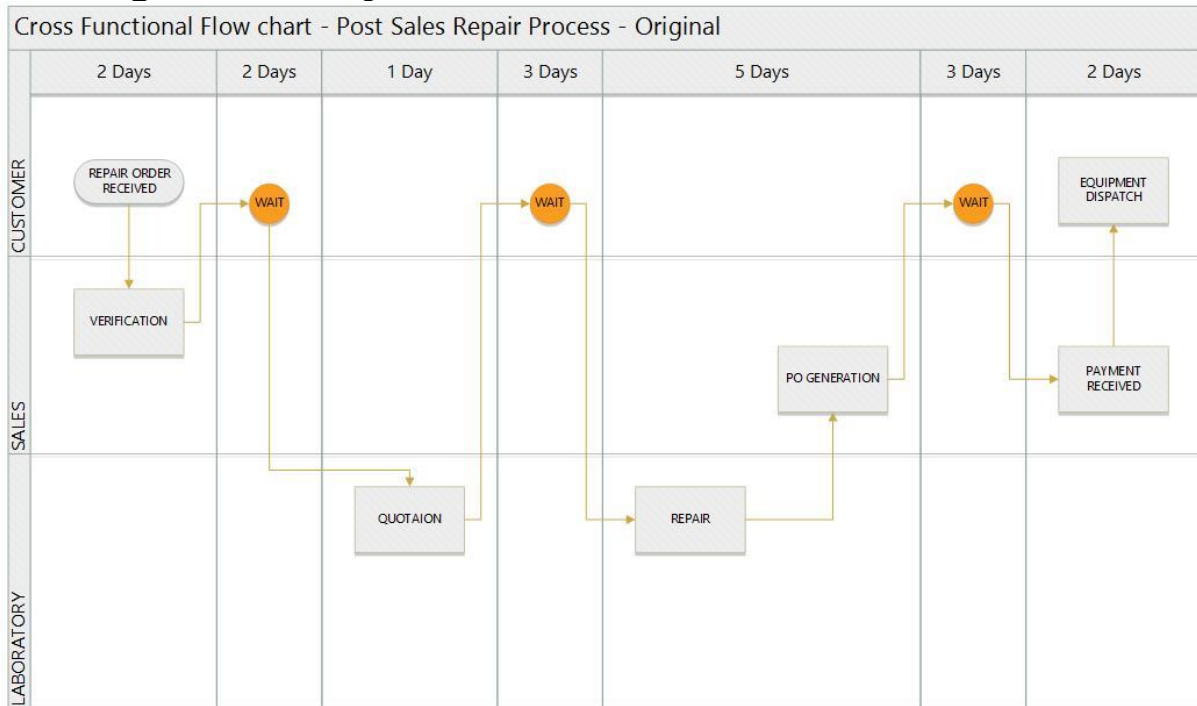 Cross Functional Flow chart - Post Sales Repair Process - Original
2 Days
2 Days
1 Day
3 Days
5 Days
3 Days
2 Days
CUSTOMER
REPAIR ORDER
RECEIVED
WAIT
WAIT
WAIT
EQUIPMENT
DISPATCH
SALES
VERIFICATION
PO GENERATION
PAYMENT
RECEIVED
LABORATORY
QUOTAION
REPAIR